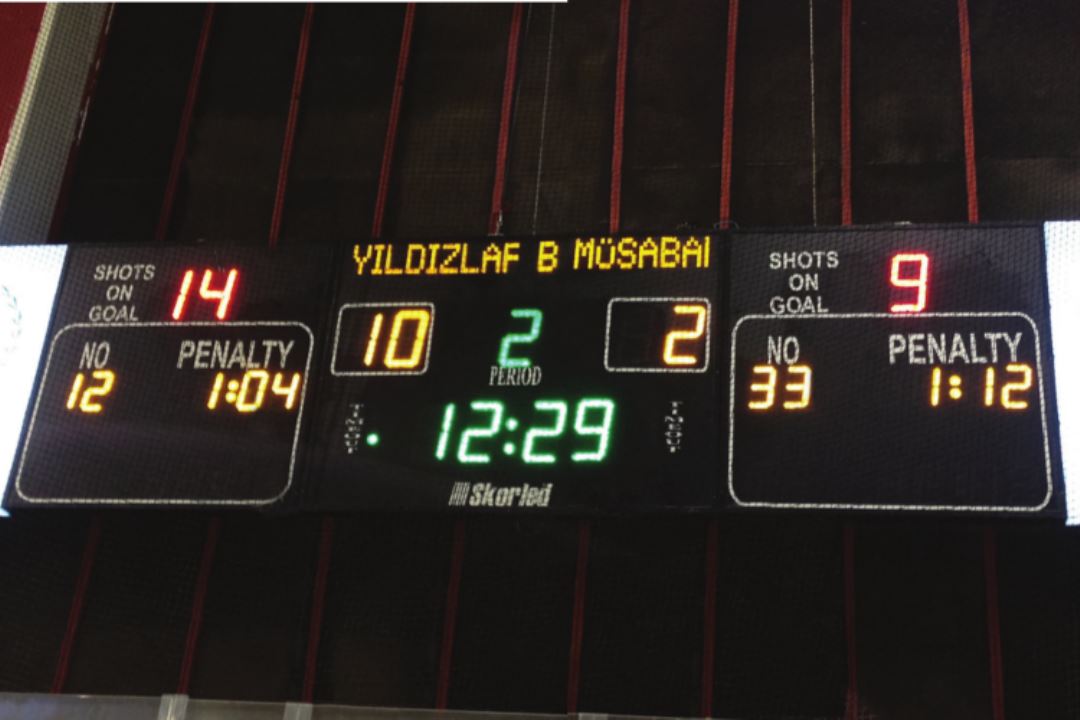 YILDIZLAF B MÜSABAI
SHOTS
ON
GOAL
14
NO PENALTY
12 1:04
10
2
PERIOD
2
12:29
Skorled
SHOTS
ON
GOAL
9
NO PENALTY
33 1:12